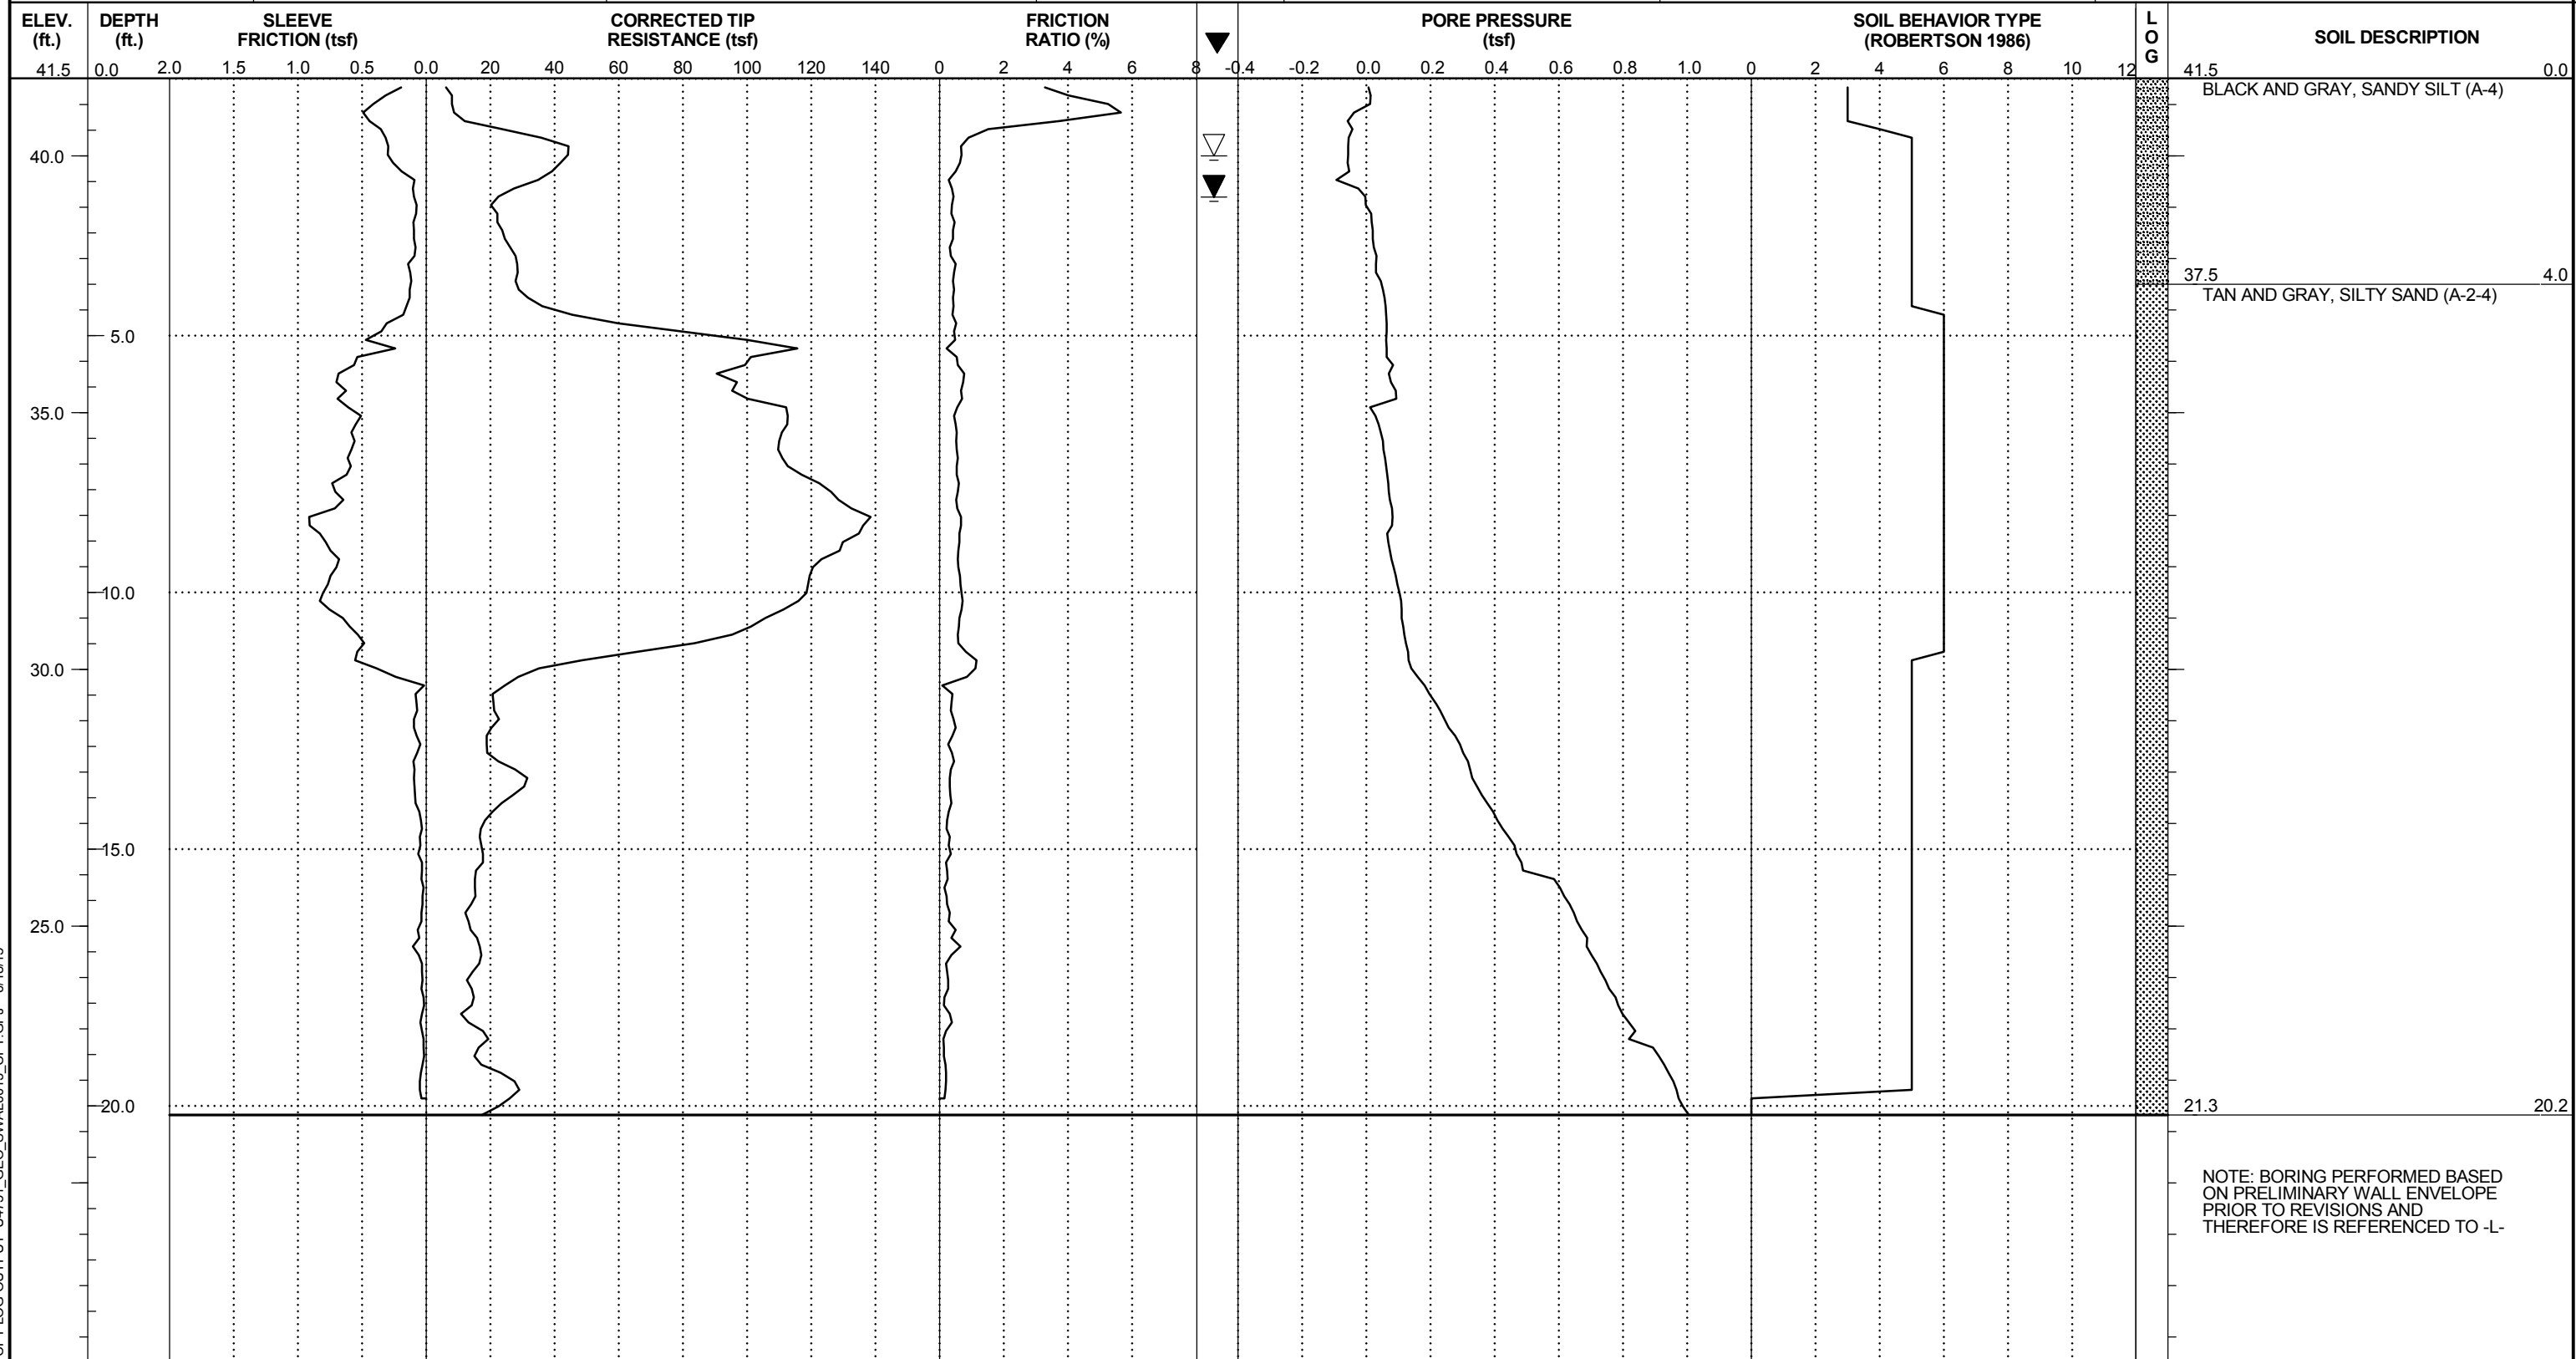 ELEV. (ft.)
DEPTH (ft.)
SLEEVE FRICTION (tsf)
CORRECTED TIP RESISTANCE (tsf)
FRICTION RATIO (%)
PORE PRESSURE (tsf)
SOIL BEHAVIOR TYPE (ROBERTSON 1986)
LOG
SOIL DESCRIPTION
41.5 0.0 2.0 1.5 1.0 0.5 0.0 20 40 60 80 100 120 140 0 2 4 6 8 -0.4 -0.2 0.0 0.2 0.4 0.6 0.8 1.0 0 2 4 6 8 10 12 41.5 0.0
BLACK AND GRAY, SANDY SILT (A-4)
40.0
37.5 4.0
TAN AND GRAY, SILTY SAND (A-2-4)
5.0
35.0
10.0
30.0
15.0
25.0
20.0
21.3 20.2
NOTE: BORING PERFORMED BASED
ON PRELIMINARY WALL ENVELOPE
PRIOR TO REVISIONS AND
THEREFORE IS REFERENCED TO -L-